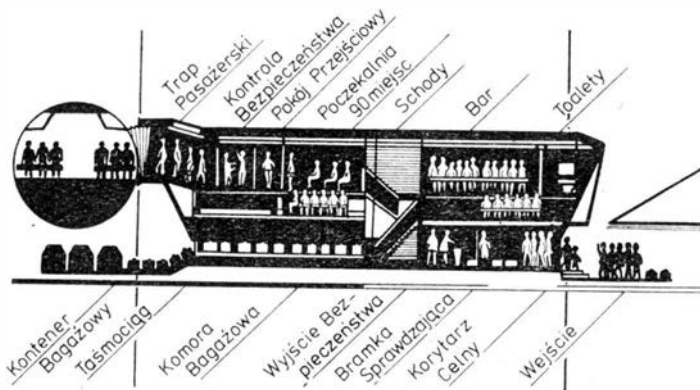 Trap
Pasażerski
Kontrola
Bezpieczeństwa
Pokój Przejściowy
Poczekalnia
90 miejsc
Schody
Bar
Toalety
Kontener
Bagażowy
Taśmociąg
Komora
Bagażowa
Wyjście Bez-
pieczeństwa
Bramka
Sprawdzająca
Korytarz
Celny
Wejście